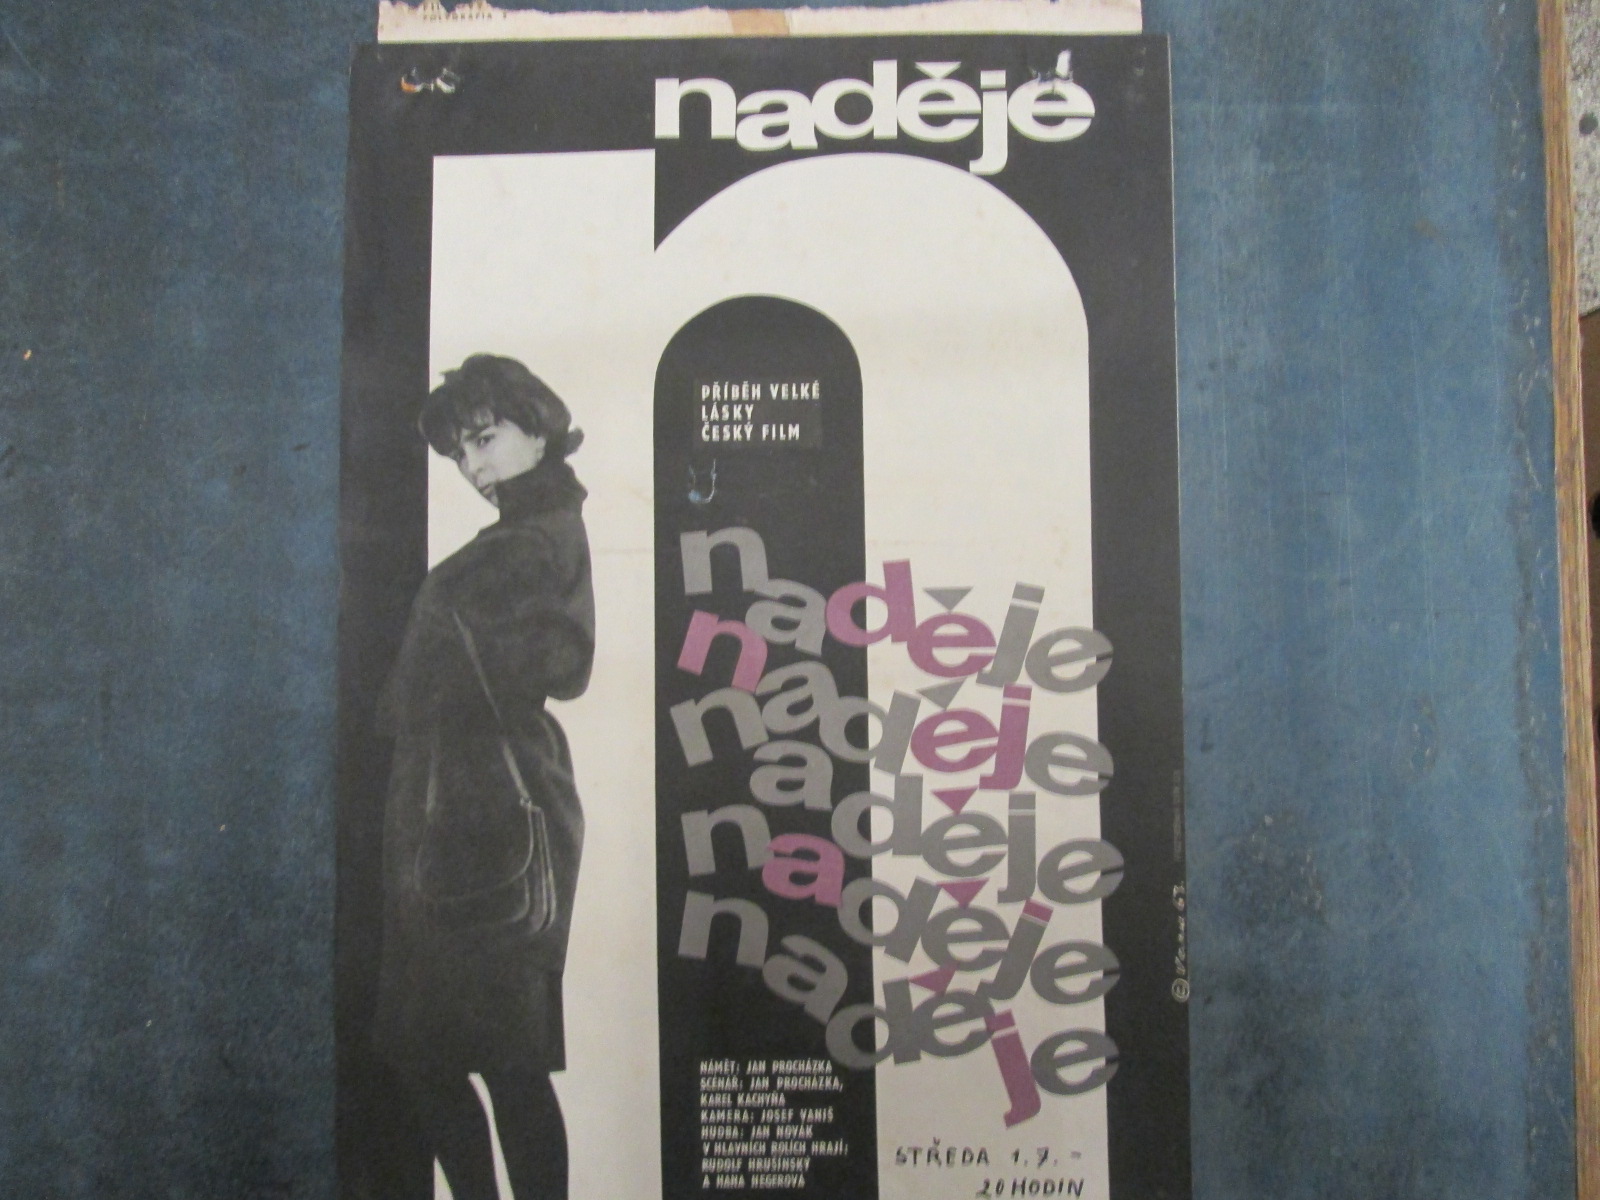 naděje
PŘÍBĚH VELKÉ
LÁSKY
ČESKÝ FILM
naděje
naděje
naděje
naděje
naděje
NÁMĚT: JAN PROCHÁZKA
SCÉNÁŘ: JAN PROCHÁZKA,
KAREL KACHYŇA
KAMERA: JOSEF VANIŠ
HUDBA: JAN NOVÁK
V HLAVNÍCH ROLÍCH HRAJÍ:
RUDOLF HRUŠÍNSKÝ
A HANA HEGEROVÁ
STŘEDA 1. 7. -
20 HODIN